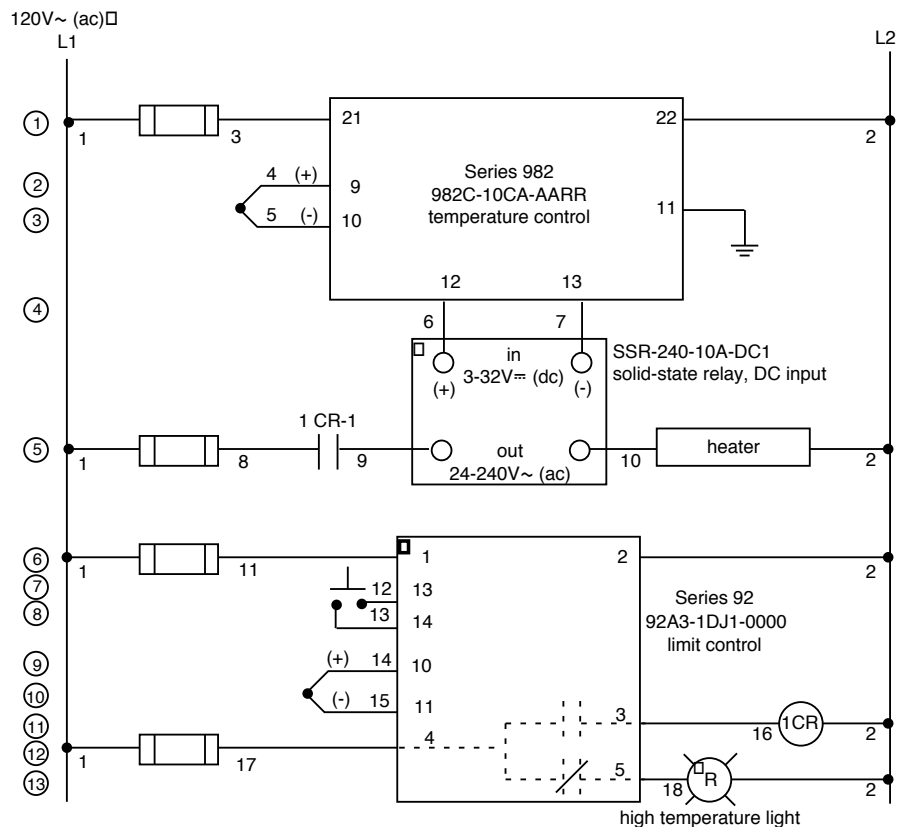 120V~ (ac)
L1
L2
1
1
3
21
22
2
Series 982
982C-10CA-AARR
temperature control
2
4 (+) 9
3
5 (-) 10
11
12 13
4
6 7
in
3-32V⎓ (dc)
(+) (-)
SSR-240-10A-DC1
solid-state relay, DC input
1 CR-1
5
1
8
9
out
24-240V~ (ac)
10
heater
2
6
1
11
1
2
2
7
12
13
8
13
14
Series 92
92A3-1DJ1-0000
limit control
9
(+) 14 10
10
(-) 15 11
11
3
16
1CR
2
12
1
17
4
13
5
18
R
2
high temperature light